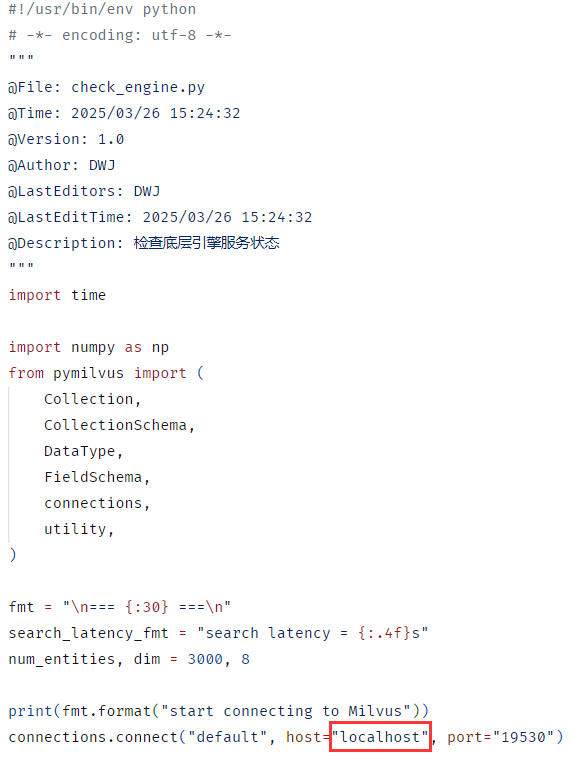 #!/usr/bin/env python
# -*- encoding: utf-8 -*-
"""
@File: check_engine.py
@Time: 2025/03/26 15:24:32
@Version: 1.0
@Author: DWJ
@LastEditors: DWJ
@LastEditTime: 2025/03/26 15:24:32
@Description: 检查底层引擎服务状态
"""
import time

import numpy as np
from pymilvus import (
    Collection,
    CollectionSchema,
    DataType,
    FieldSchema,
    connections,
    utility,
)

fmt = "\n=== {:30} ===\n"
search_latency_fmt = "search latency = {:.4f}s"
num_entities, dim = 3000, 8

print(fmt.format("start connecting to Milvus"))
connections.connect("default", host="localhost", port="19530")